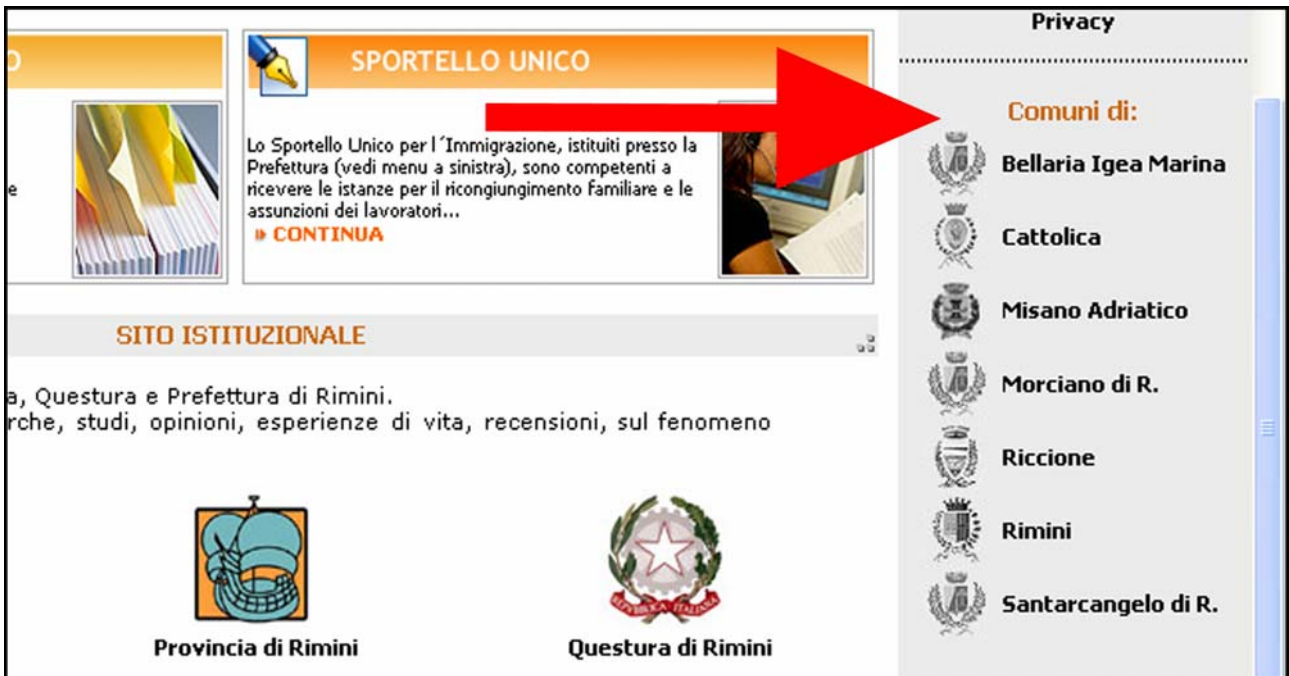 O
e
SPORTELLO UNICO
Lo Sportello Unico per l´Immigrazione, istituiti presso la
Prefettura (vedi menu a sinistra), sono competenti a
ricevere le istanze per il ricongiungimento familiare e le
assunzioni dei lavoratori...
CONTINUA
SITO ISTITUZIONALE
a, Questura e Prefettura di Rimini.
rche, studi, opinioni, esperienze di vita, recensioni, sul fenomeno
Provincia di Rimini
REPVBBLICA ITALIANA
Questura di Rimini
Privacy
Comuni di:
Bellaria Igea Marina
Cattolica
Misano Adriatico
Morciano di R.
Riccione
Rimini
Santarcangelo di R.